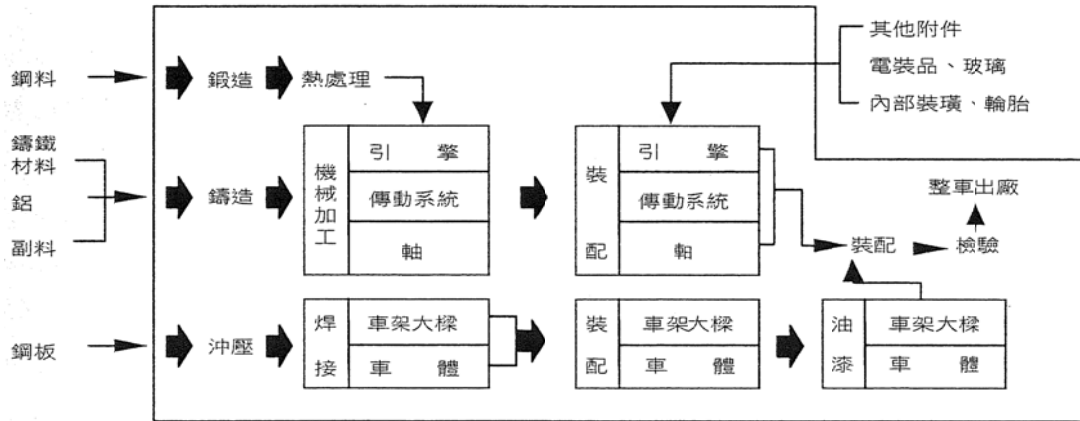 其他附件
電裝品、玻璃
內部裝璜、輪胎
鋼料
鍛造
熱處理
鑄鐵
材料
鋁
副料
鑄造
機械加工
引擎
傳動系統
軸
裝配
引擎
傳動系統
軸
整車出廠
裝配
檢驗
鋼板
沖壓
焊接
車架大樑
車體
裝配
車架大樑
車體
油漆
車架大樑
車體